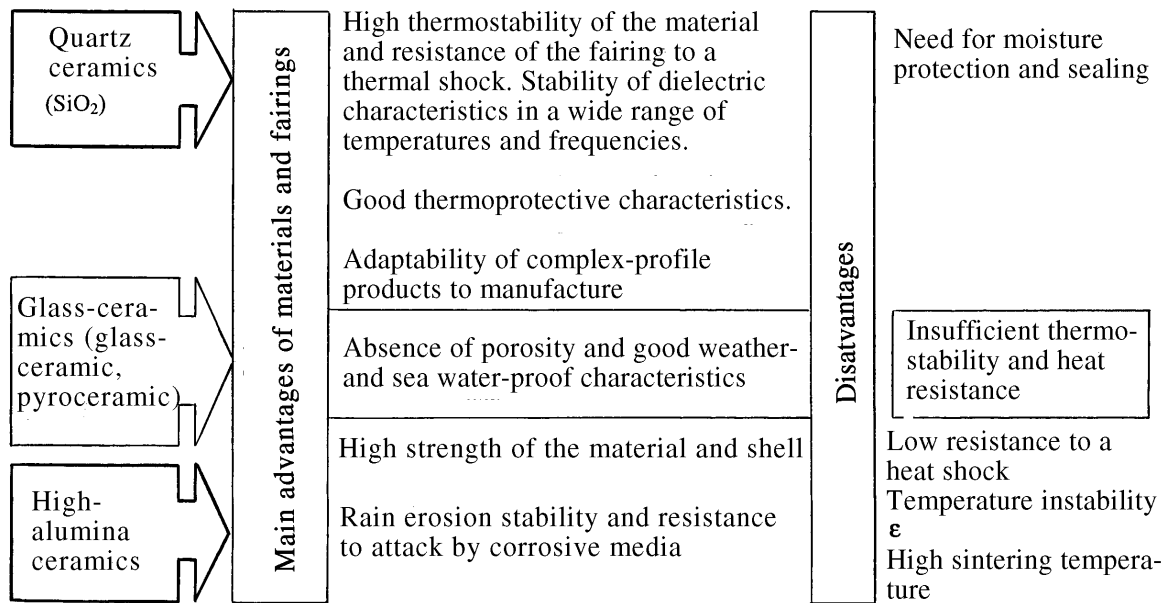 Quartz
ceramics
(SiO₂)
Glass-cera-
mics (glass-
ceramic,
pyroceramic)
High-
alumina
ceramics
Main advantages of materials and fairings
High thermostability of the material
and resistance of the fairing to a
thermal shock. Stability of dielectric
characteristics in a wide range of
temperatures and frequencies.
Good thermoprotective characteristics.
Adaptability of complex-profile
products to manufacture
Absence of porosity and good weather-
and sea water-proof characteristics
High strength of the material and shell
Rain erosion stability and resistance
to attack by corrosive media
Disatvantages
Need for moisture
protection and sealing
Insufficient thermo-
stability and heat
resistance
Low resistance to a
heat shock
Temperature instability
ε
High sintering tempera-
ture